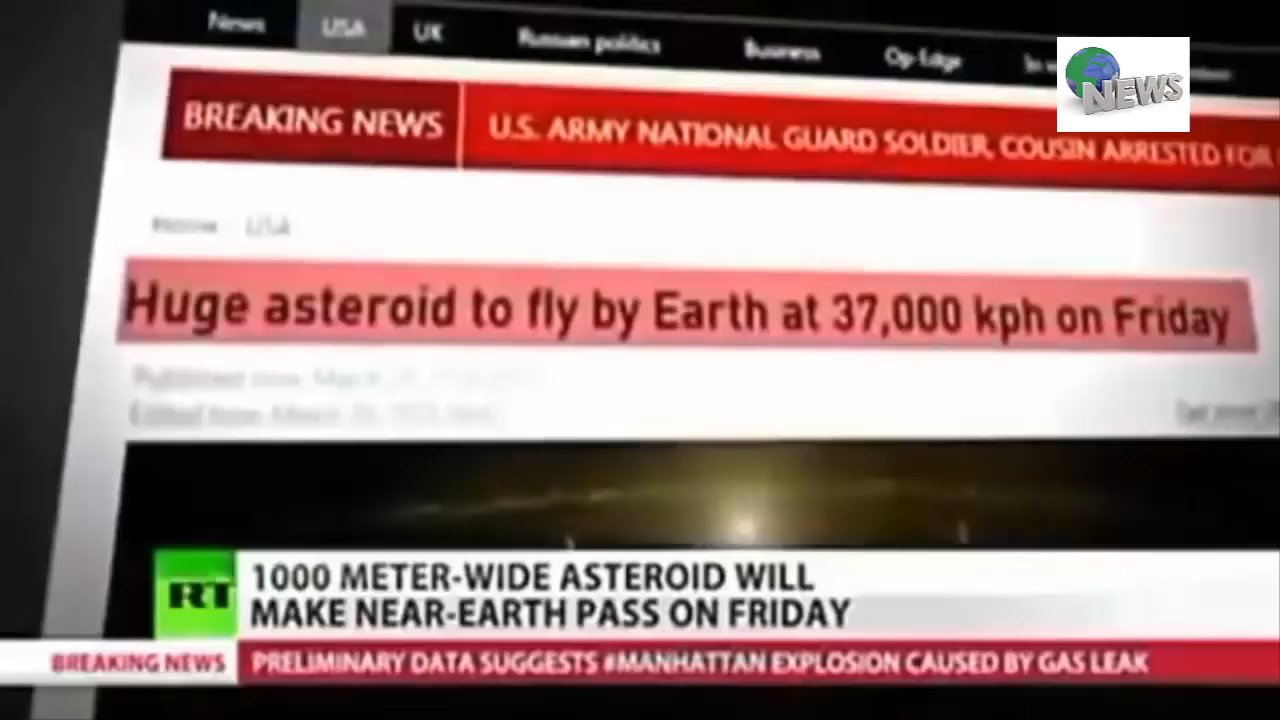 News USA UK Russian politics Business Op-Edge
NEWS
BREAKING NEWS U.S. ARMY NATIONAL GUARD SOLDIER, COUSIN ARRESTED FOR
Home USA
Huge asteroid to fly by Earth at 37,000 kph on Friday
RT
1000 METER-WIDE ASTEROID WILL
MAKE NEAR-EARTH PASS ON FRIDAY
BREAKING NEWS PRELIMINARY DATA SUGGESTS #MANHATTAN EXPLOSION CAUSED BY GAS LEAK